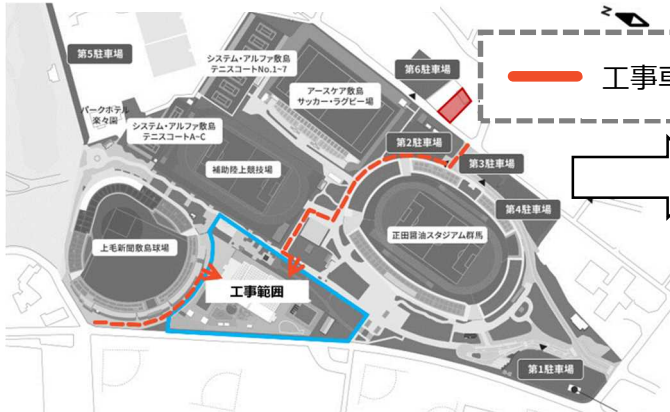 N
第5駐車場
システム・アルファ敷島
テニスコートNo.1~7
第6駐車場
工事車
アースケア敷島
サッカー・ラグビー場
パークホテル
楽々園
システム・アルファ敷島
テニスコートA~C
第2駐車場
第3駐車場
補助陸上競技場
第4駐車場
上毛新聞敷島球場
正田醤油スタジアム群馬
工事範囲
第1駐車場